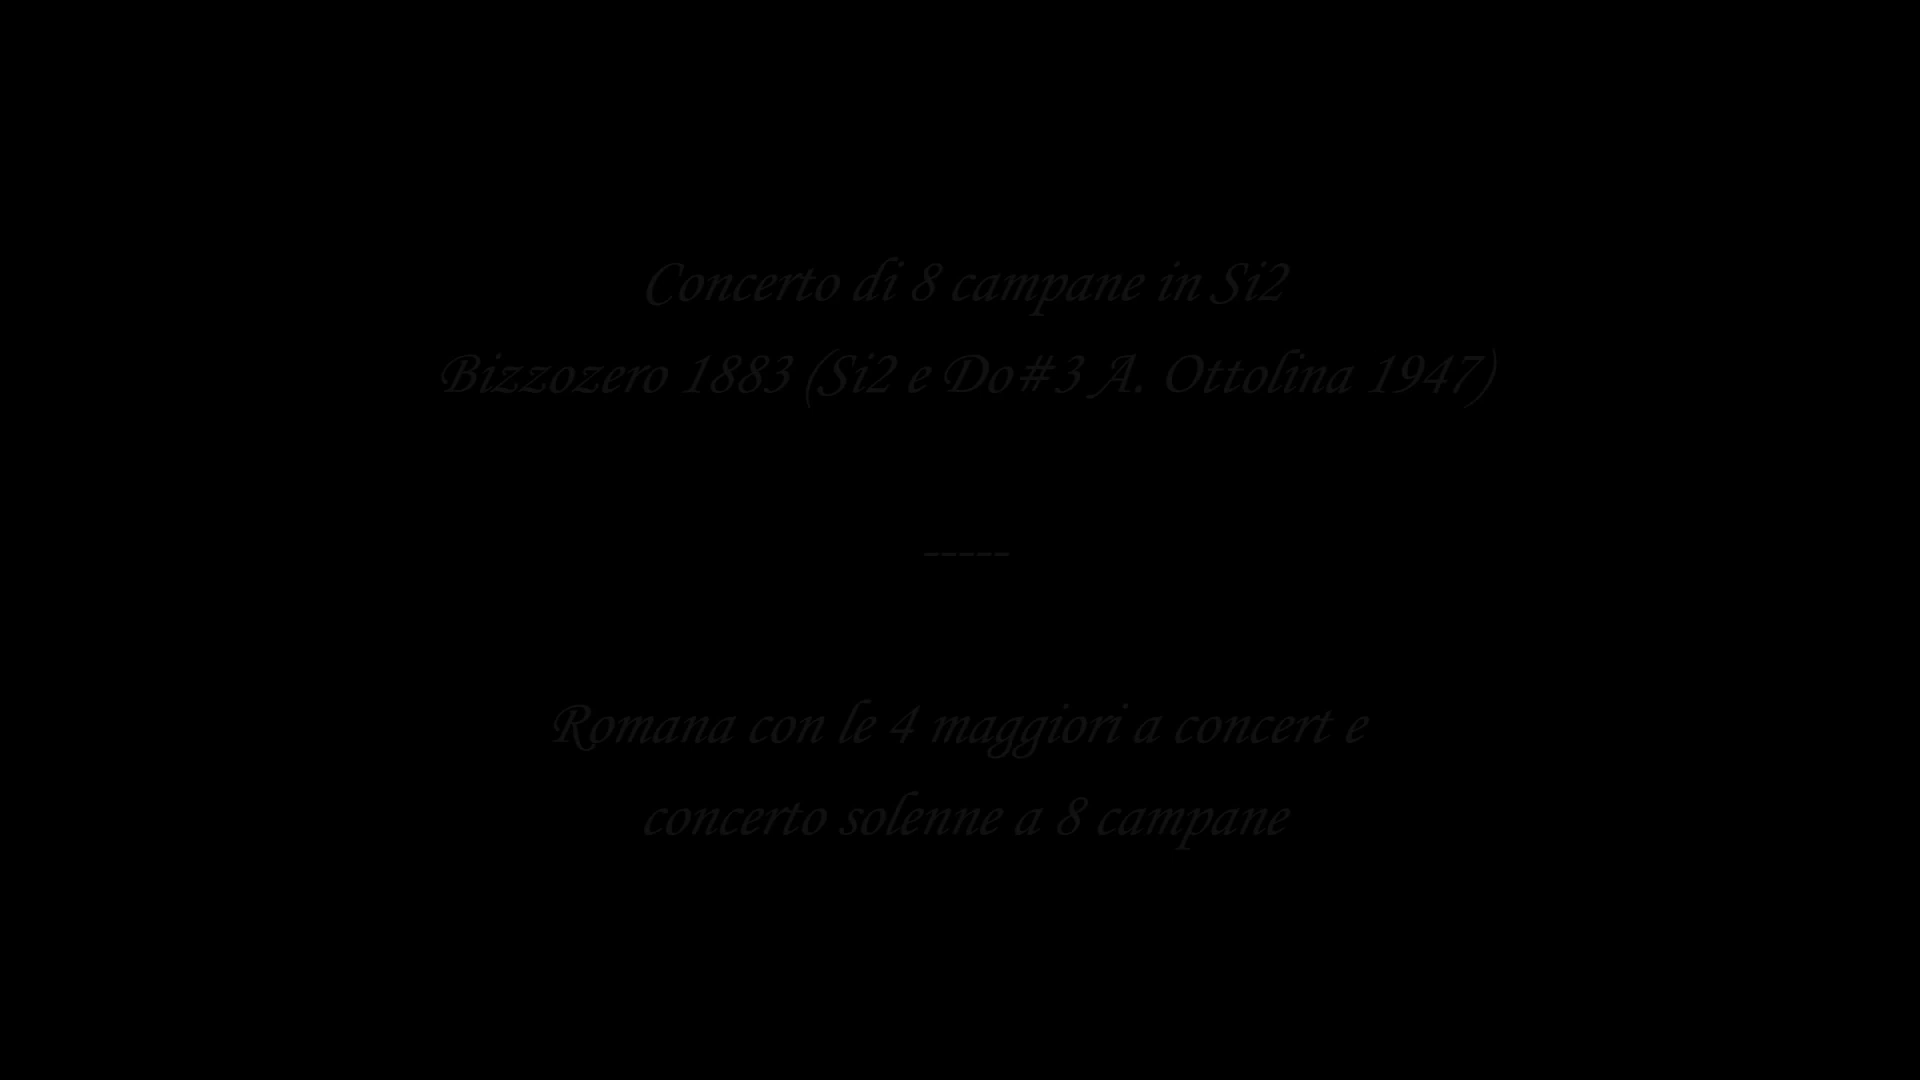 Concerto di 8 campane in Si2
Bizzozero 1883 (Si2 e Do#3 A. Ottolina 1947)
-----
Romana con le 4 maggiori a concert e
concerto solenne a 8 campane